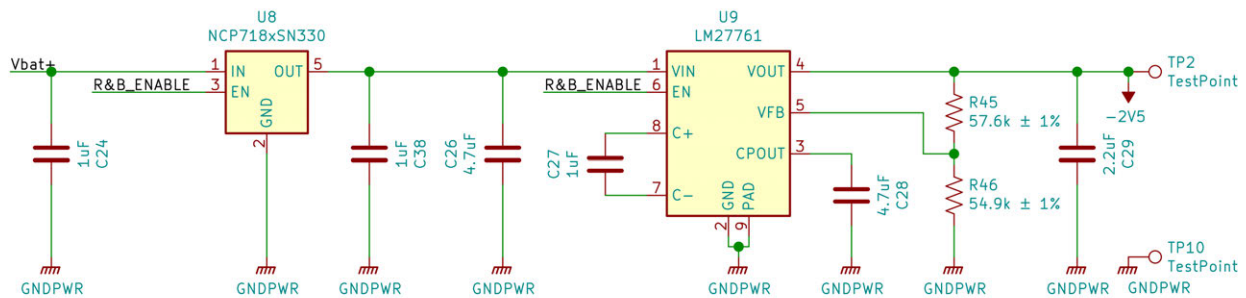 U8
NCP718xSN330
Vbat+
1
IN
OUT
5
R&B_ENABLE
3
EN
GND
2
1uF
C24
GNDPWR
GNDPWR
1uF
C38
GNDPWR
C26
4.7uF
GNDPWR
U9
LM27761
1
VIN
VOUT
4
R&B_ENABLE
6
EN
VFB
5
8
C+
CPOUT
3
7
C-
GND
PAD
2
9
C27
1uF
GNDPWR
4.7uF
C28
GNDPWR
R45
57.6k ± 1%
R46
54.9k ± 1%
GNDPWR
2.2uF
C29
GNDPWR
-2V5
TP2
TestPoint
TP10
TestPoint
GNDPWR